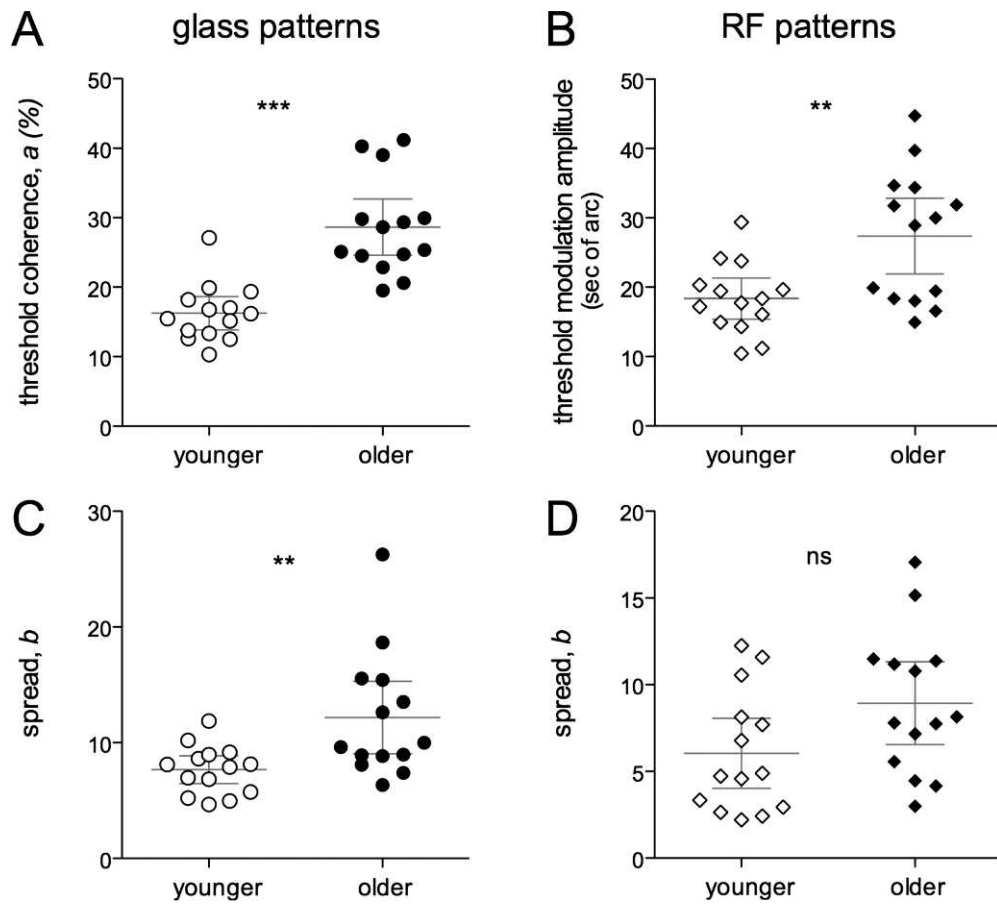 A glass patterns
B RF patterns
threshold coherence, a (%)
50
40
30
20
10
0
***
younger older
threshold modulation amplitude
(sec of arc)
50
40
30
20
10
0
**
younger older
C
spread, b
30
20
10
0
**
younger older
D
spread, b
20
15
10
5
0
ns
younger older